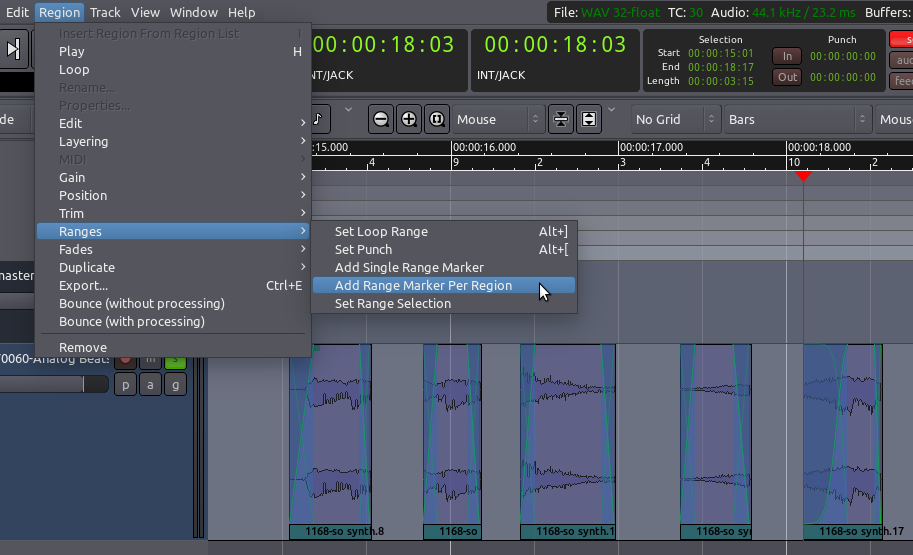 Edit Region Track View Window Help
File: WAV 32-float TC: 30 Audio: 44.1 kHz / 23.2 ms Buffers:
Insert Region From Region List I
Play H
Loop
Rename...
Properties...
Edit
Layering
MIDI
Gain
Position
Trim
Ranges
Fades
Duplicate
Export... Ctrl+E
Bounce (without processing)
Bounce (with processing)
Remove
Set Loop Range Alt+]
Set Punch Alt+[
Add Single Range Marker
Add Range Marker Per Region
Set Range Selection
00:00:18:03
INT/JACK
00:00:18:03
INT/JACK
Selection
Start 00:00:15:01
End 00:00:18:17
Length 00:00:03:15
Punch
In 00:00:00:00
Out 00:00:00:00
s
aud
feed
de
Mouse
No Grid
Bars
Mouse
:15.000 00:00:16.000 00:00:17.000 00:00:18.000
4 9 2 3 4 10 2
master
70060-Analog Beats
m s
p a g
1168-so synth.8
1168-so
1168-so synth.1
1168-so syn
1168-so synth.17